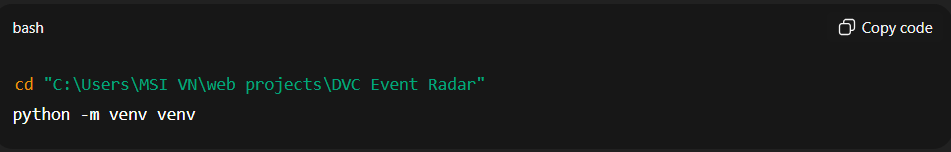 bash
Copy code
cd "C:\Users\MSI VN\web projects\DVC Event Radar"
python -m venv venv